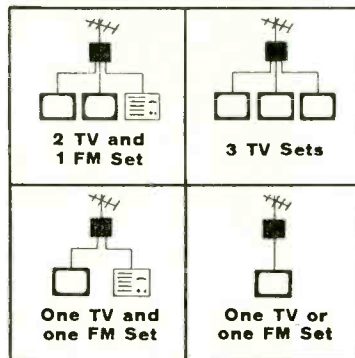 2 TV and
1 FM Set
3 TV Sets
One TV and
one FM Set
One TV or
one FM Set